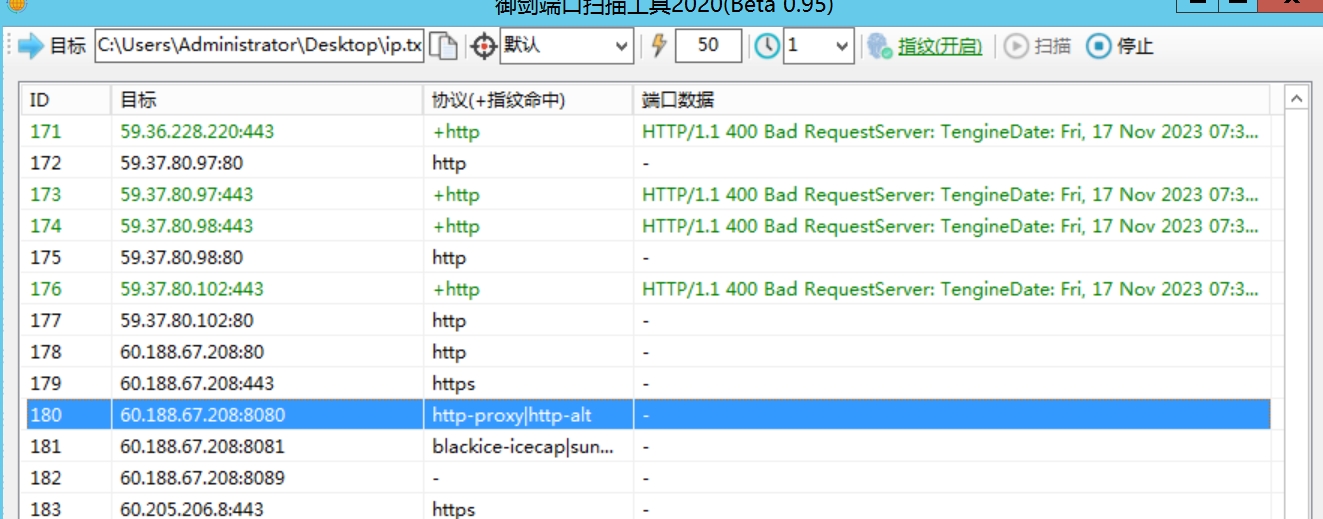 御剑端口扫描工具2020(Beta 0.95)
目标 C:\Users\Administrator\Desktop\ip.tx 默认 50 1 指纹(开启) 扫描 停止
ID 目标 协议(+指纹命中) 端口数据
171 59.36.228.220:443 +http HTTP/1.1 400 Bad RequestServer: TengineDate: Fri, 17 Nov 2023 07:3...
172 59.37.80.97:80 http -
173 59.37.80.97:443 +http HTTP/1.1 400 Bad RequestServer: TengineDate: Fri, 17 Nov 2023 07:3...
174 59.37.80.98:443 +http HTTP/1.1 400 Bad RequestServer: TengineDate: Fri, 17 Nov 2023 07:3...
175 59.37.80.98:80 http -
176 59.37.80.102:443 +http HTTP/1.1 400 Bad RequestServer: TengineDate: Fri, 17 Nov 2023 07:3...
177 59.37.80.102:80 http -
178 60.188.67.208:80 http -
179 60.188.67.208:443 https -
180 60.188.67.208:8080 http-proxy|http-alt -
181 60.188.67.208:8081 blackice-icecap|sun... -
182 60.188.67.208:8089 - -
183 60.205.206.8:443 https -